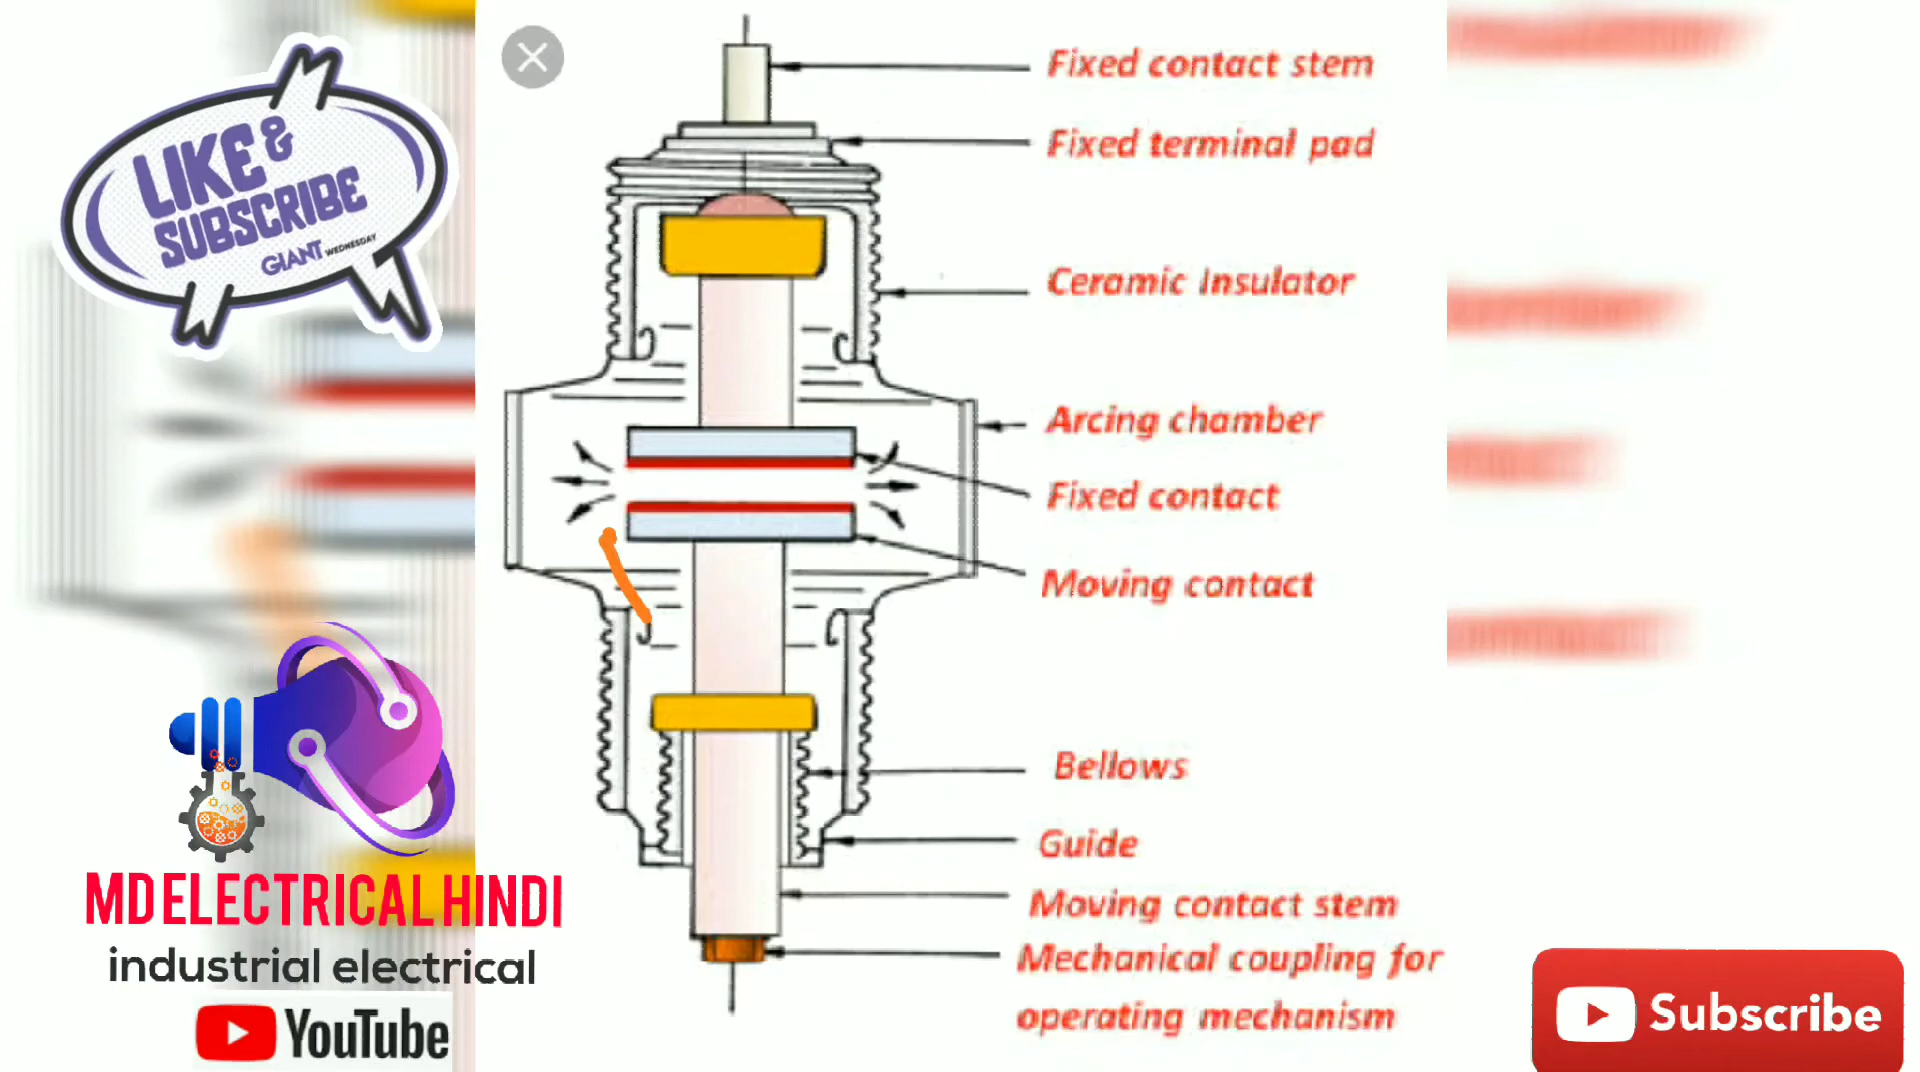 LIKE &
SUBSCRIBE
GIANT WEDNESDAY
MD ELECTRICAL HINDI
industrial electrical
YouTube
Fixed contact stem
Fixed terminal pad
Ceramic Insulator
Arcing chamber
Fixed contact
Moving contact
Bellows
Guide
Moving contact stem
Mechanical coupling for
operating mechanism
Subscribe